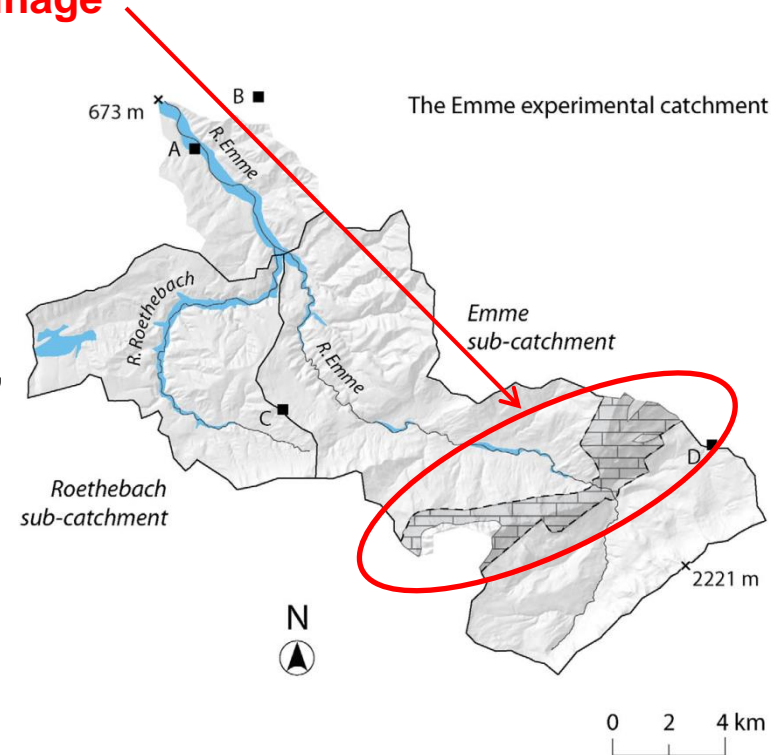 The Emme experimental catchment
B
673 m
A
R. Emme
R. Roethebach
Emme
sub-catchment
R. Emme
C
D
Roethebach
sub-catchment
2221 m
N
0 2 4 km